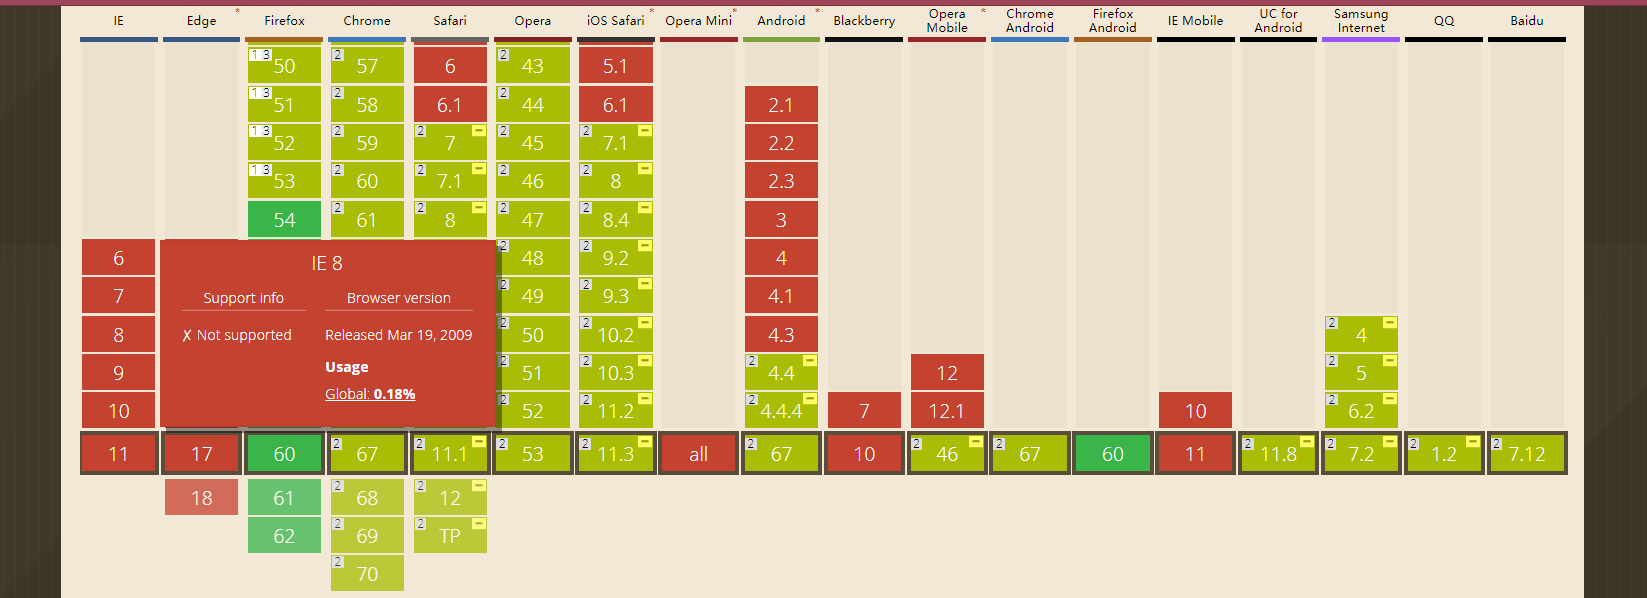 IE Edge * Firefox Chrome Safari Opera iOS Safari * Opera Mini * Android * Blackberry Opera Mobile * Chrome Android Firefox Android IE Mobile UC for Android Samsung Internet QQ Baidu
1 3 50 2 57 6 2 43 5.1
1 3 51 2 58 6.1 2 44 6.1 2.1
1 3 52 2 59 2 7 - 2 45 2 7.1 - 2.2
1 3 53 2 60 2 7.1 - 2 46 2 8 - 2.3
54 2 61 2 8 - 2 47 2 8.4 - 3
6 2 48 2 9.2 - 4
7 2 49 2 9.3 - 4.1
8 2 50 2 10.2 - 4.3 2 4 -
9 2 51 2 10.3 - 2 4.4 - 12 2 5 -
10 2 52 2 11.2 - 2 4.4.4 - 7 12.1 10 2 6.2 -
IE 8
Support info Browser version
✗ Not supported Released Mar 19, 2009
Usage
Global: 0.18%
11 17 60 2 67 2 11.1 - 2 53 2 11.3 - all 2 67 10 2 46 - 2 67 60 11 2 11.8 - 2 7.2 - 2 1.2 - 2 7.12
18 61 2 68 2 12 -
62 2 69 2 TP -
2 70